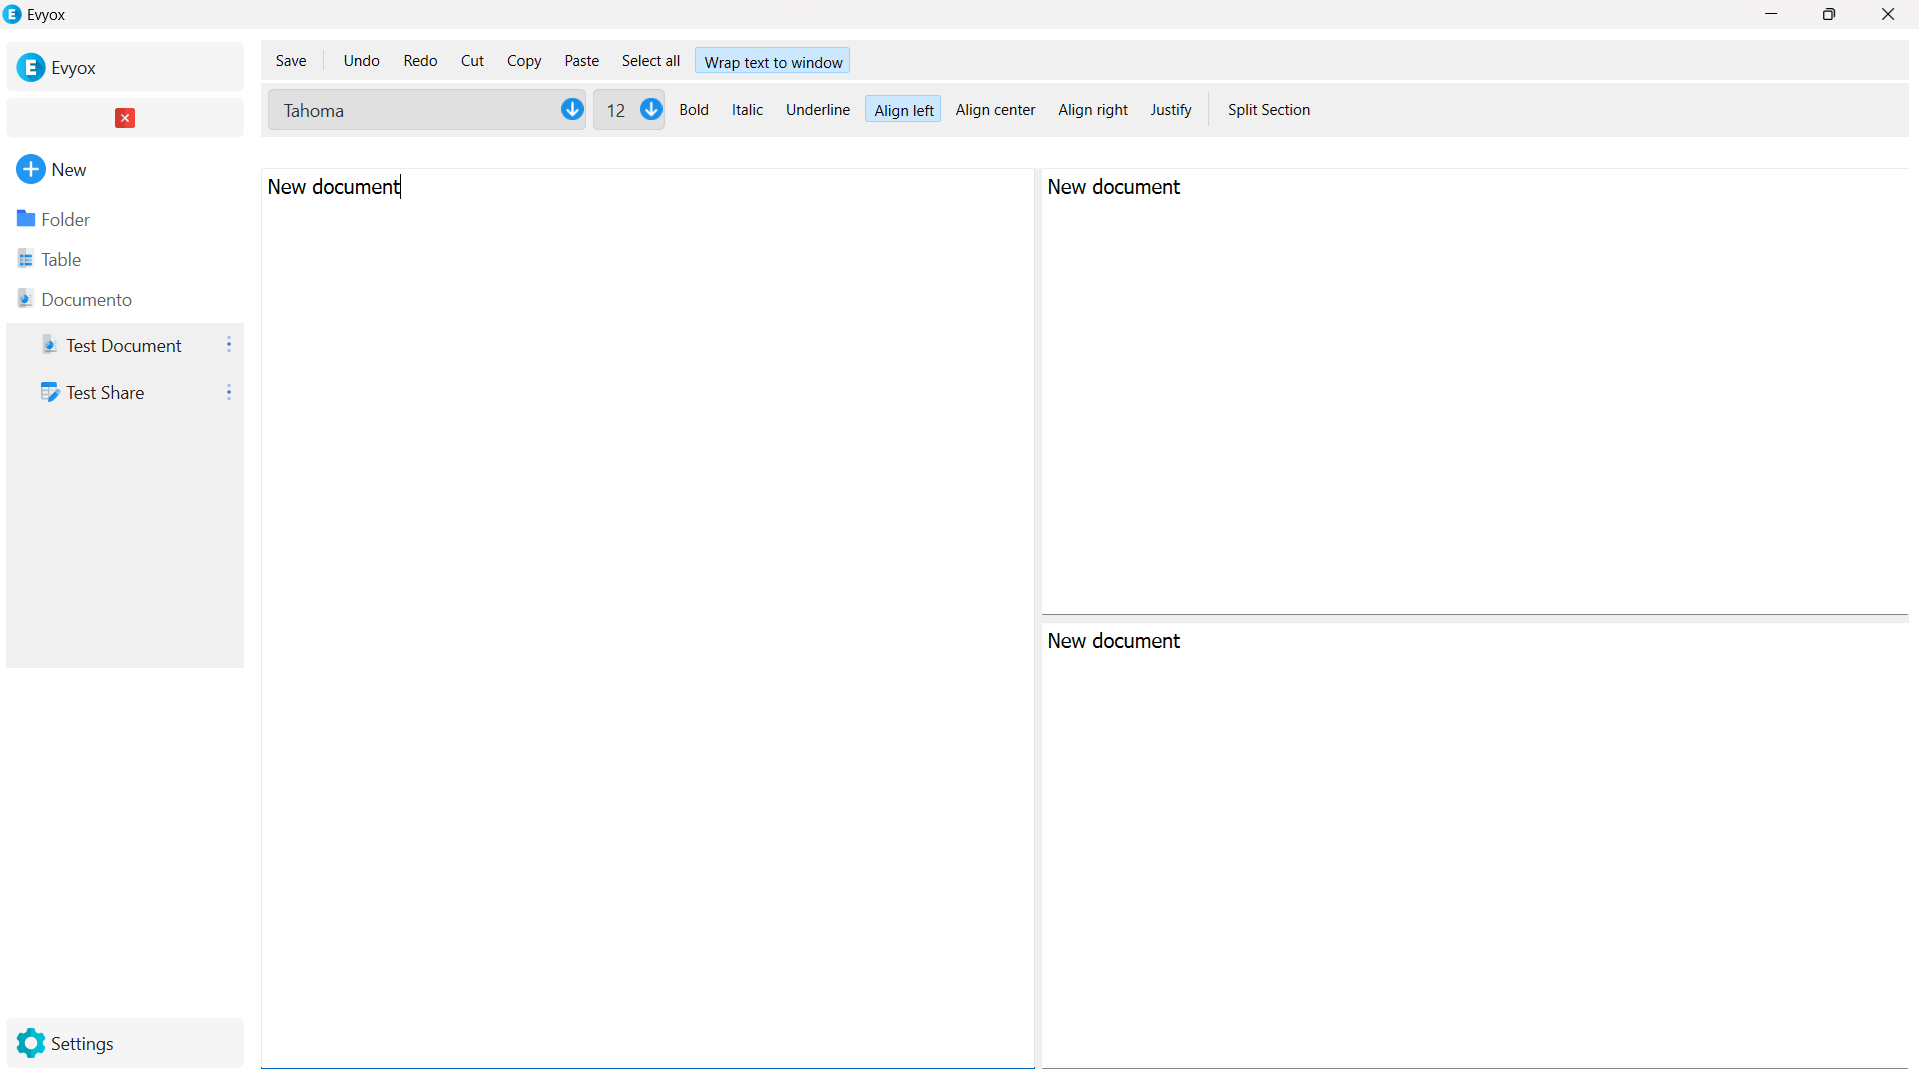 Evyox
Evyox
New
Folder
Table
Documento
Test Document
Test Share
Settings
Save Undo Redo Cut Copy Paste Select all Wrap text to window
Tahoma 12 Bold Italic Underline Align left Align center Align right Justify Split Section
New document
New document
New document